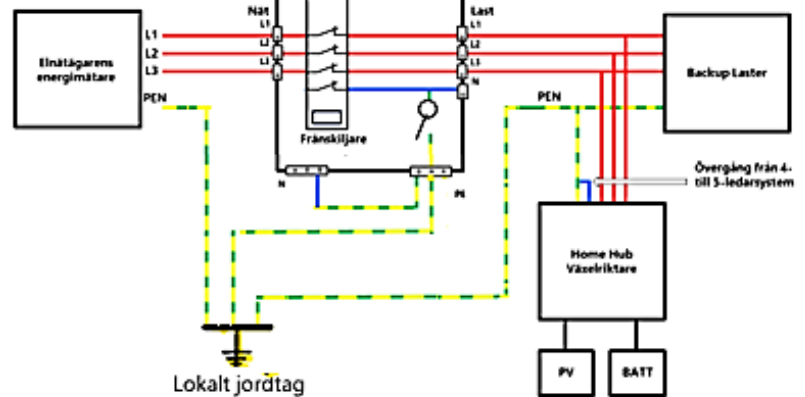 Nät
Last
L1
L2
L3
PEN
Elnätägarens
energimätare
L1
L2
L3
L1
L2
L3
N
Frånskiljare
N
PE
PEN
Backup Laster
Övergång från 4-
till 5-ledarsystem
Home Hub
Växelriktare
PV
BATT
Lokalt jordtag